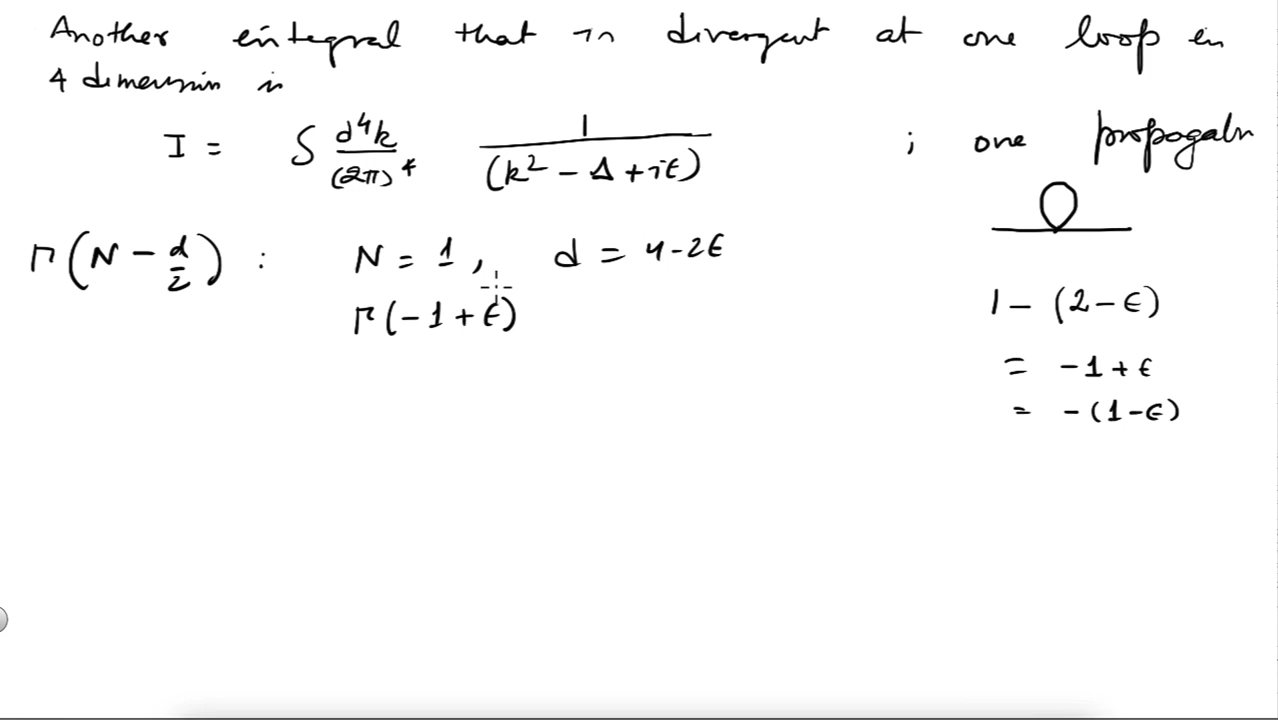 Another integral that is divergent at one loop in
4 dimension is
I = ∫ d⁴k/(2π)⁴ 1/(k² - Δ + iϵ) ; one propogatr
Γ(N - d/2) : N = 1, d = 4-2ϵ
Γ(-1+ϵ)
1 - (2-ϵ)
= -1+ϵ
= -(1-ϵ)